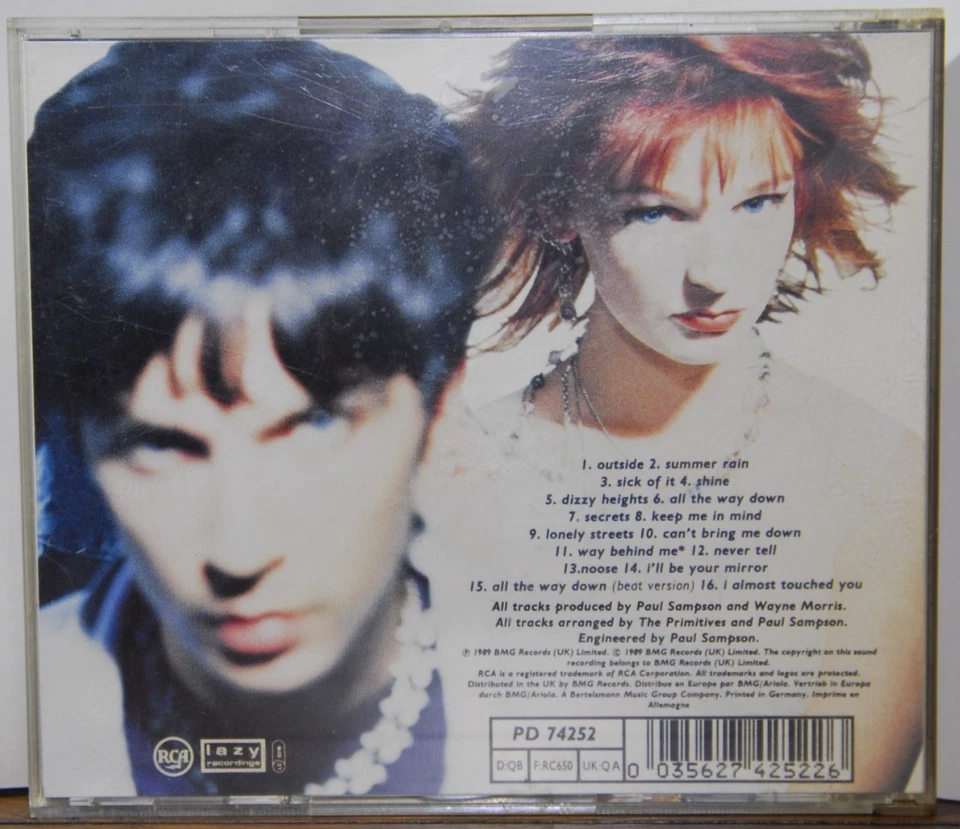 1. outside 2. summer rain
3. sick of it 4. shine
5. dizzy heights 6. all the way down
7. secrets 8. keep me in mind
9. lonely streets 10. can't bring me down
11. way behind me* 12. never tell
13.noose 14. i'll be your mirror
15. all the way down (beat version) 16. i almost touched you
All tracks produced by Paul Sampson and Wayne Morris.
All tracks arranged by The Primitives and Paul Sampson.
Engineered by Paul Sampson.
℗ 1989 BMG Records (UK) Limited. © 1989 BMG Records (UK) Limited. The copyright on this sound
recording belongs to BMG Records (UK) Limited.
RCA is a registered trademark of RCA Corporation. All trademarks and logos are protected.
Distributed in the UK by BMG Records. Distribue en Europe par BMG/Ariola. Vertrieb in Europa
durch BMG/Ariola. A Bertelsmann Music Group Company. Printed in Germany. Imprime en
Allemagne
RCA
lazy
recordings
PD 74252
D:QB F:RC650 UK:QA
0 035627 425226